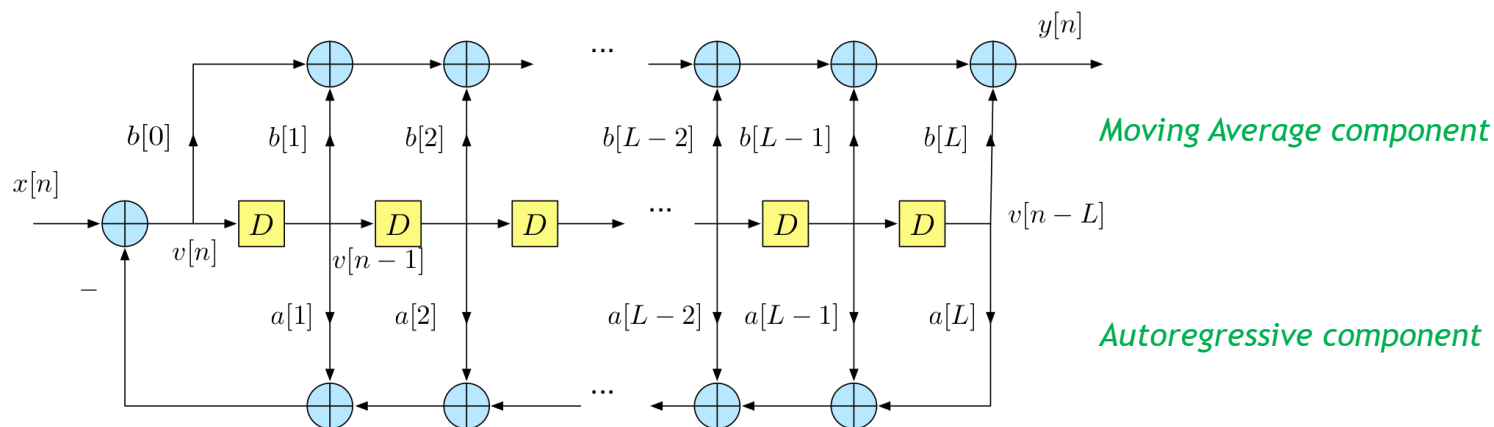 ... ... y[n]
b[0] b[1] b[2] b[L − 2] b[L − 1] b[L] Moving Average component
x[n] D D D ... D D v[n − L]
v[n] v[n − 1]
−
a[1] a[2] a[L − 2] a[L − 1] a[L] Autoregressive component
...